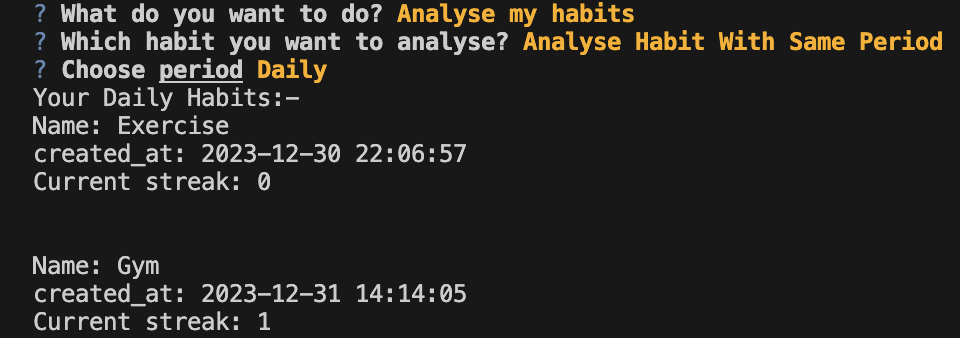 ? What do you want to do? Analyse my habits
? Which habit you want to analyse? Analyse Habit With Same Period
? Choose period Daily
Your Daily Habits:-
Name: Exercise
created_at: 2023-12-30 22:06:57
Current streak: 0
Name: Gym
created_at: 2023-12-31 14:14:05
Current streak: 1